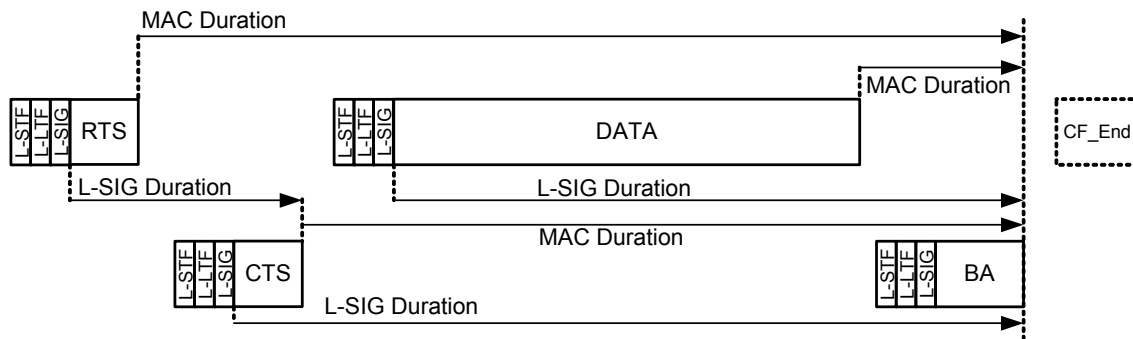 MAC Duration
MAC Duration
L-STF
L-LTF
L-SIG
RTS
L-STF
L-LTF
L-SIG
DATA
CF_End
L-SIG Duration
L-SIG Duration
MAC Duration
L-STF
L-LTF
L-SIG
CTS
L-STF
L-LTF
L-SIG
BA
L-SIG Duration